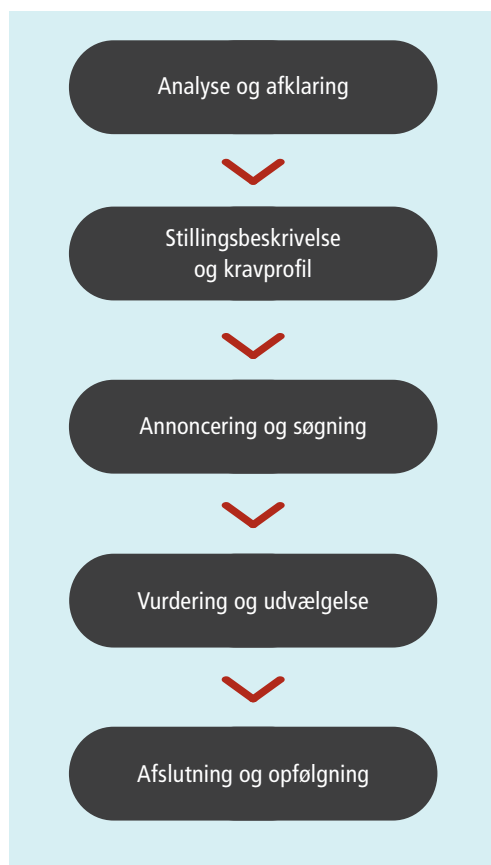 Analyse og afklaring
Stillingsbeskrivelse
og kravprofil
Annoncering og søgning
Vurdering og udvælgelse
Afslutning og opfølgning